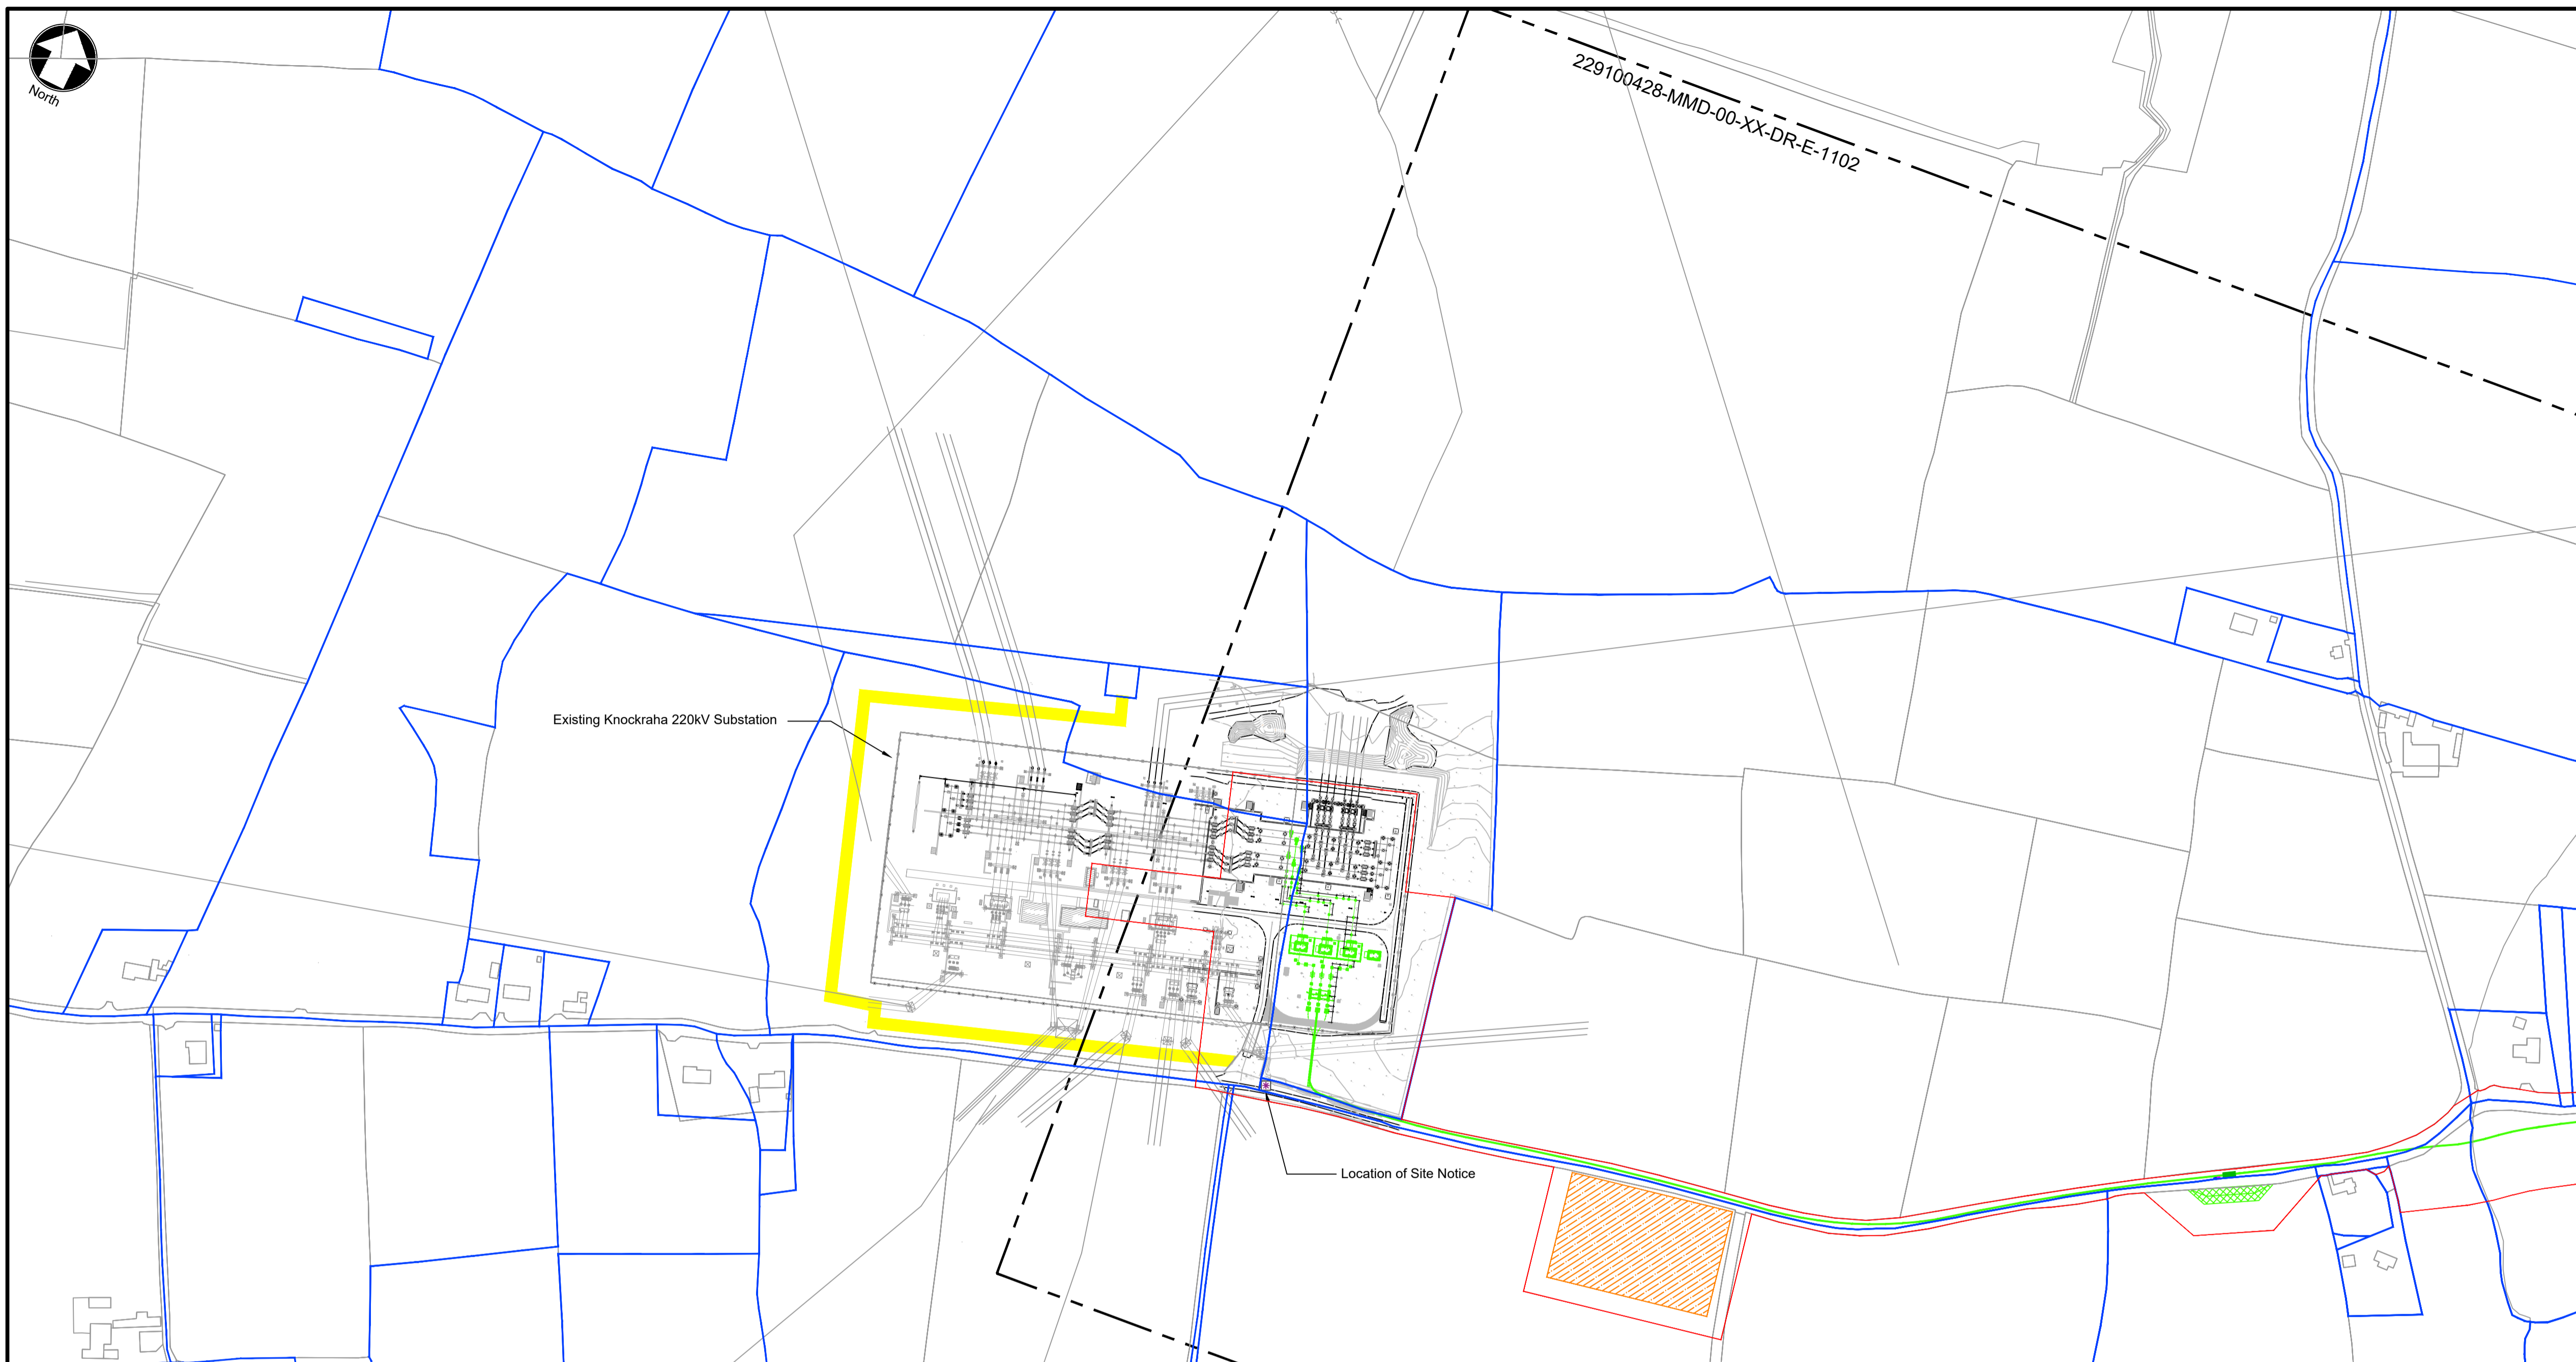 North
229100428-MMD-00-XX-DR-E-1102
Existing Knockraha 220kV Substation
Location of Site Notice